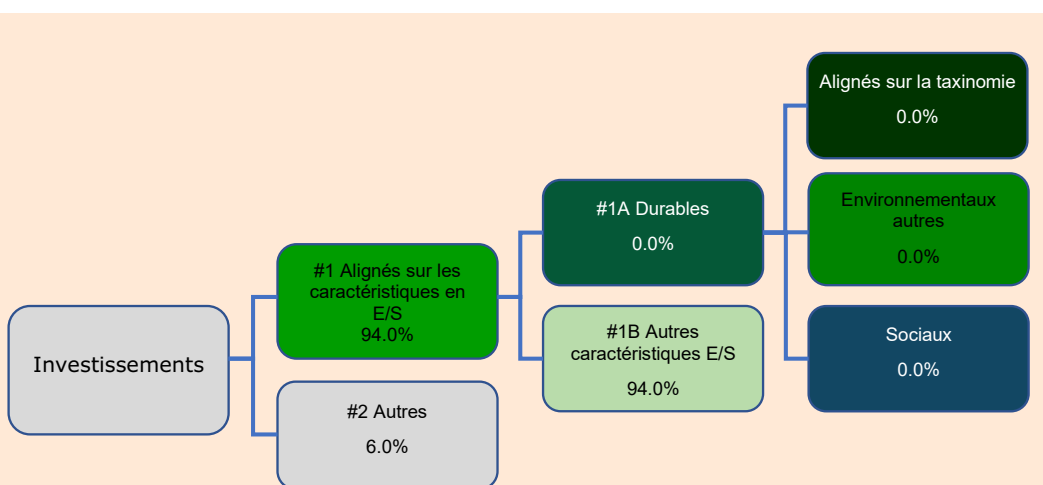 Investissements
#1 Alignés sur les
caractéristiques en
E/S
94.0%
#2 Autres
6.0%
#1A Durables
0.0%
#1B Autres
caractéristiques E/S
94.0%
Alignés sur la taxinomie
0.0%
Environnementaux
autres
0.0%
Sociaux
0.0%